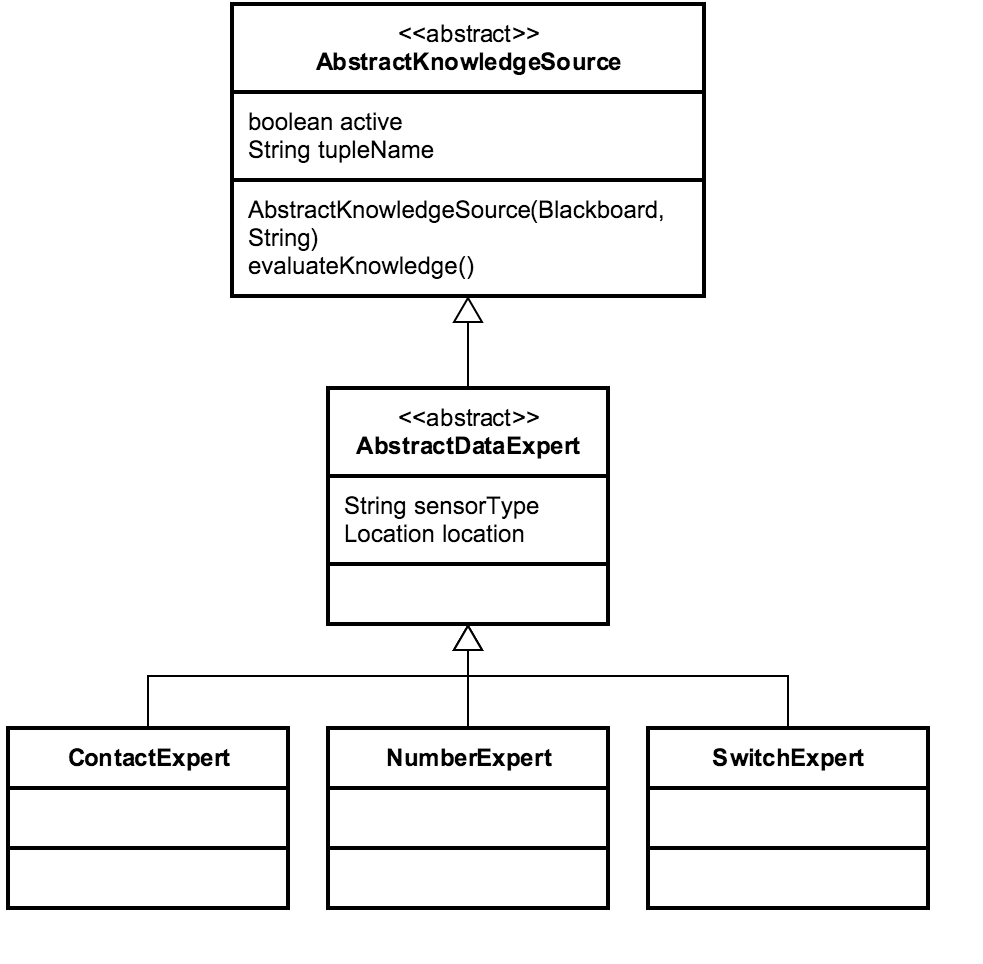 <<abstract>>
AbstractKnowledgeSource
boolean active
String tupleName
AbstractKnowledgeSource(Blackboard,
String)
evaluateKnowledge()
<<abstract>>
AbstractDataExpert
String sensorType
Location location
ContactExpert
NumberExpert
SwitchExpert